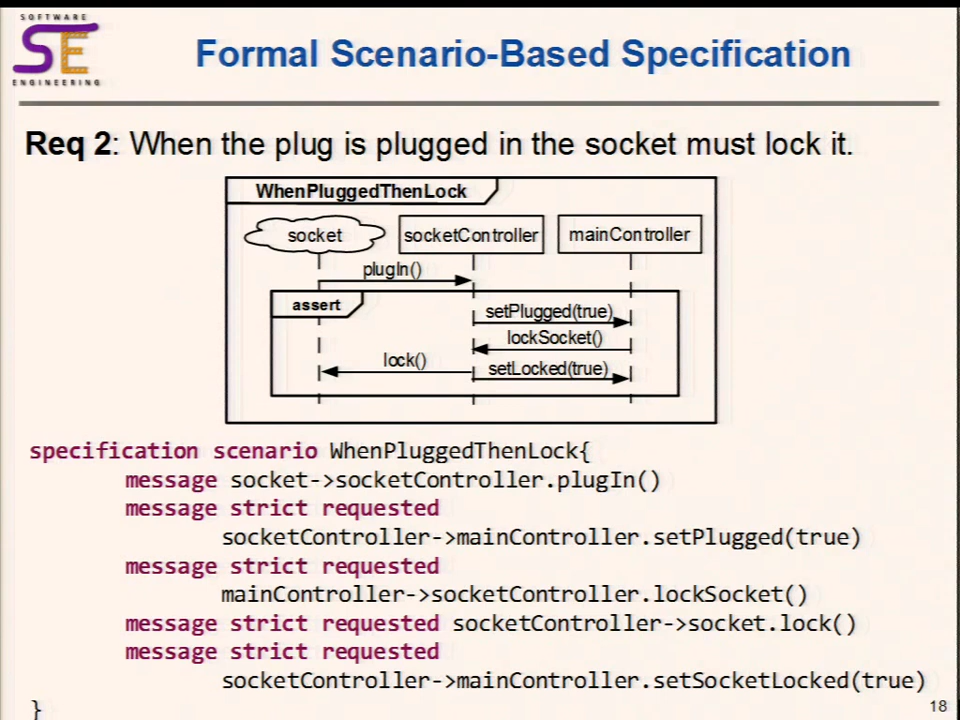 SOFTWARE
SE
ENGINEERING
Formal Scenario-Based Specification
Req 2: When the plug is plugged in the socket must lock it.
WhenPluggedThenLock
socket
socketController
mainController
plugIn()
assert
setPlugged(true)
lockSocket()
lock()
setLocked(true)
specification scenario WhenPluggedThenLock{
message socket->socketController.plugIn()
message strict requested
socketController->mainController.setPlugged(true)
message strict requested
mainController->socketController.lockSocket()
message strict requested socketController->socket.lock()
message strict requested
socketController->mainController.setSocketLocked(true)
}
18